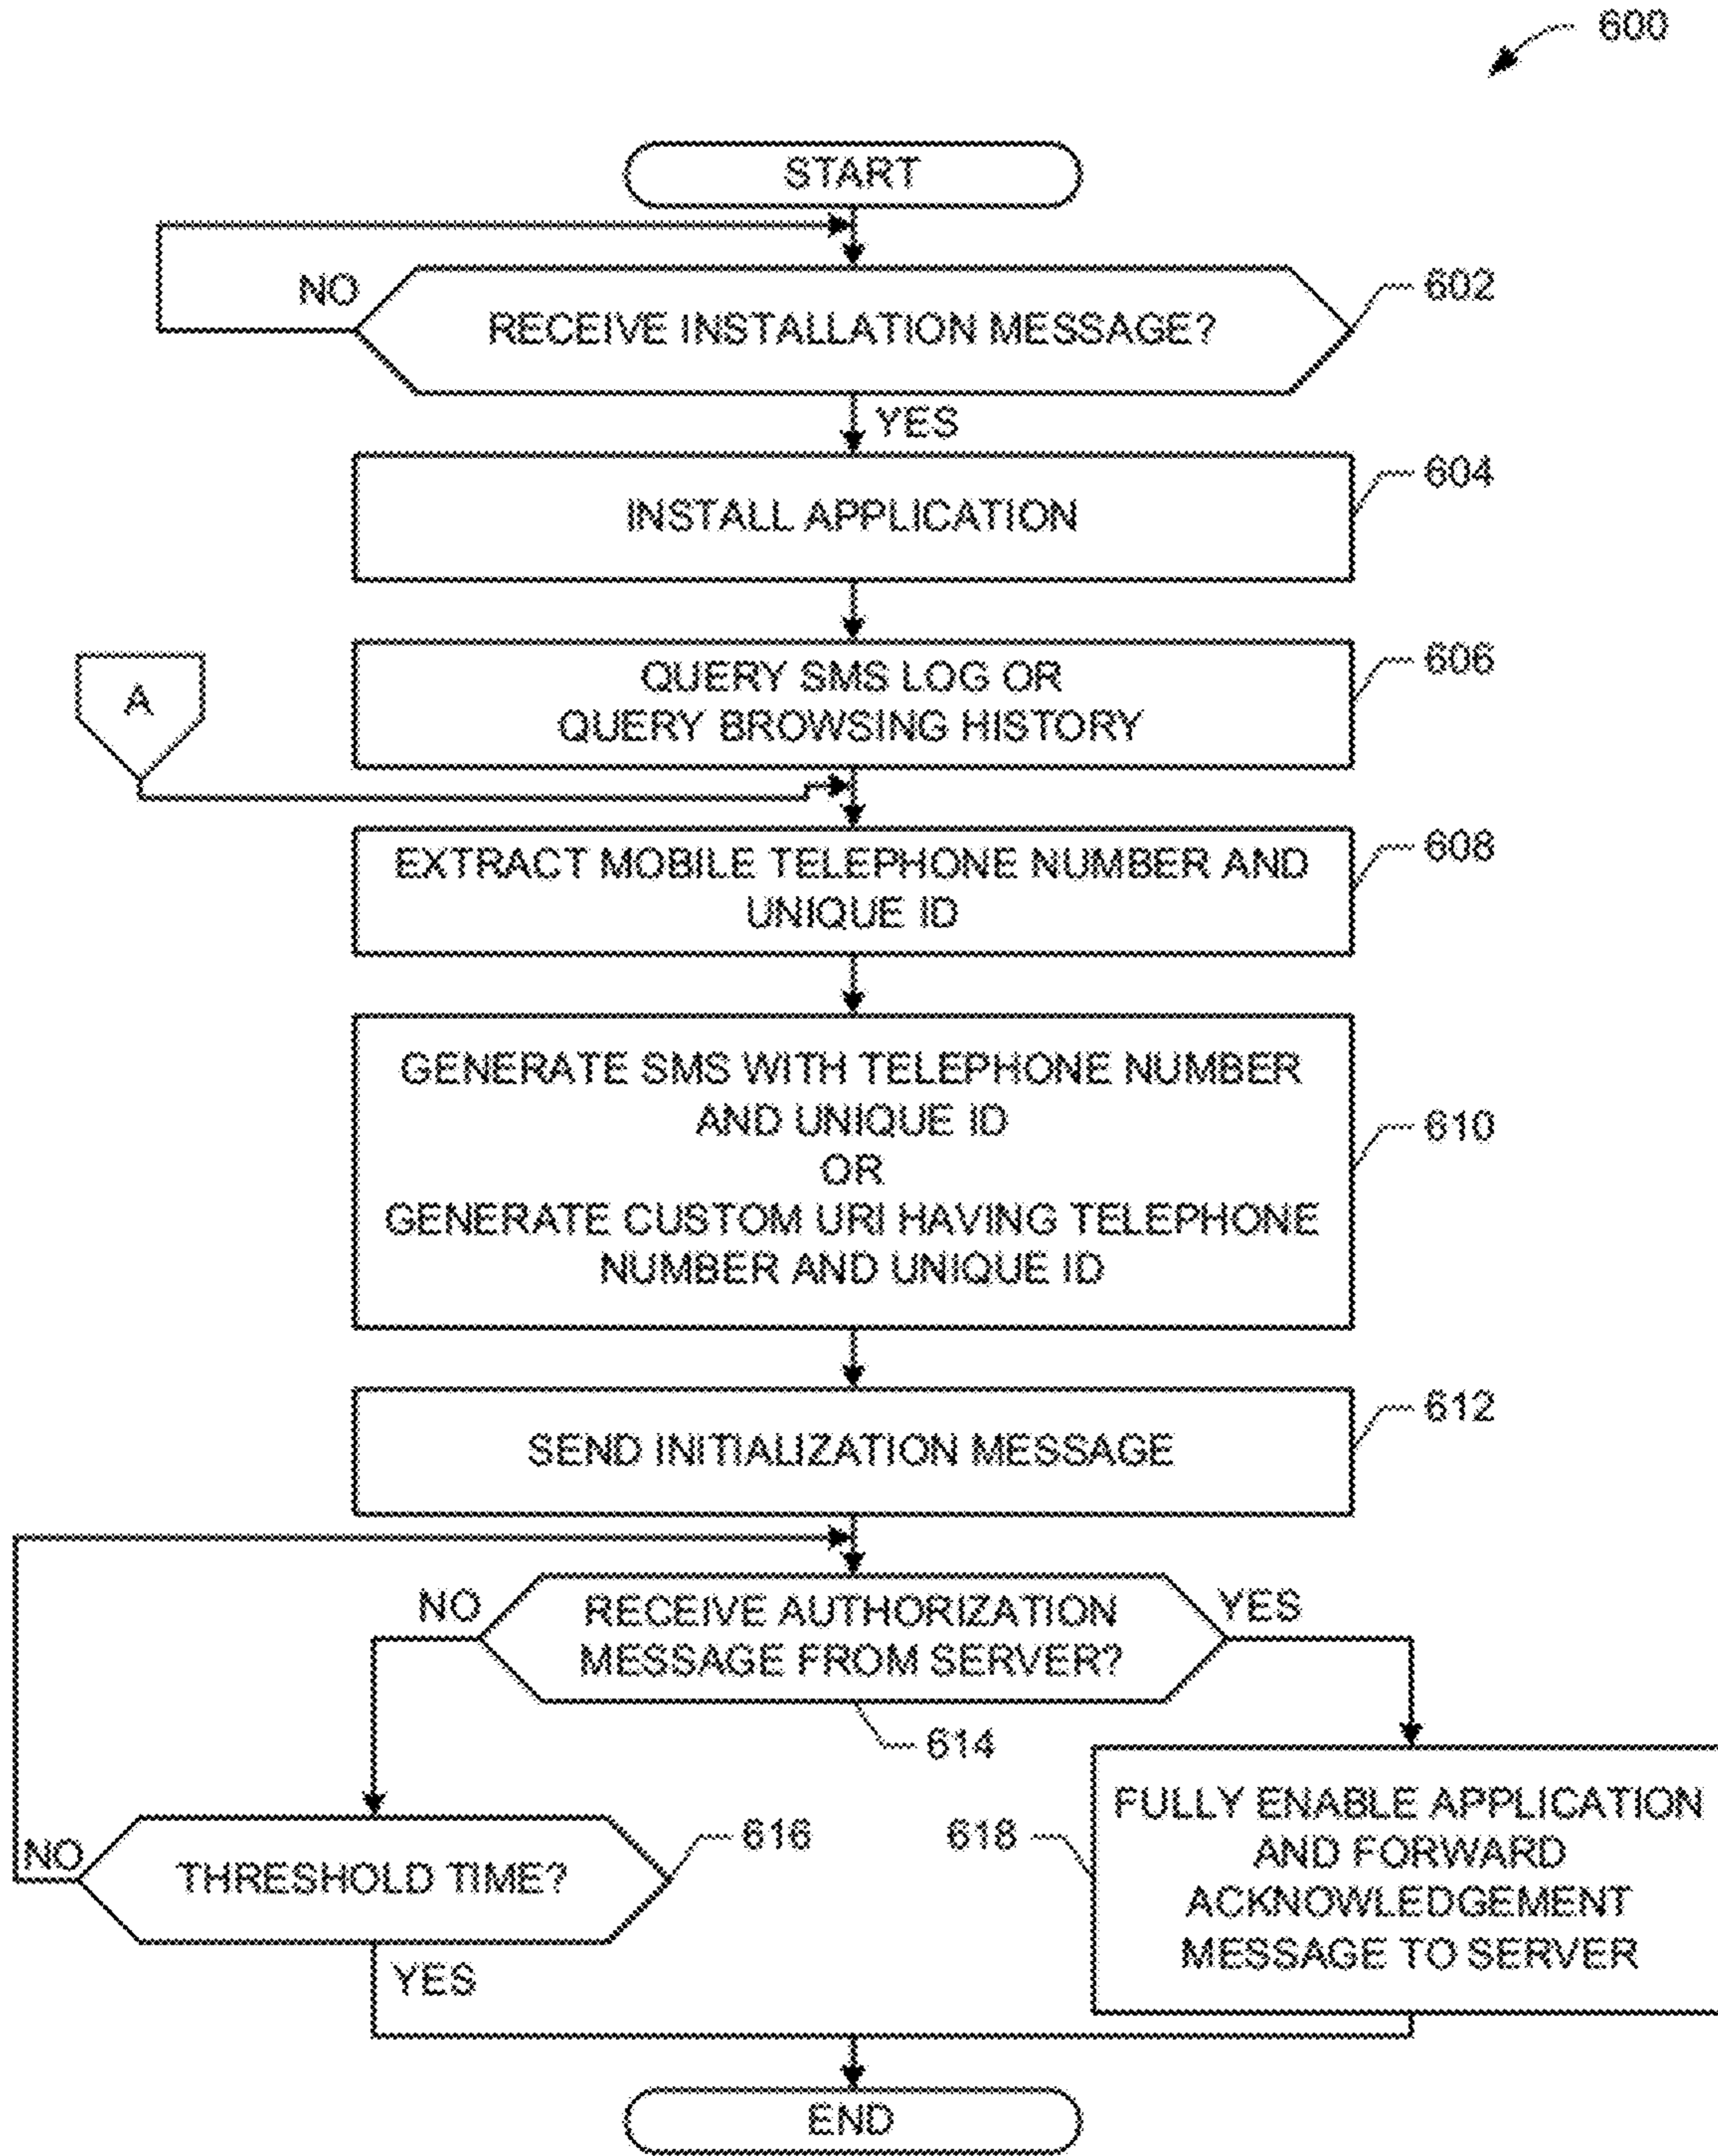 600
START
NO
RECEIVE INSTALLATION MESSAGE?
602
YES
INSTALL APPLICATION
604
A
QUERY SMS LOG OR
QUERY BROWSING HISTORY
606
EXTRACT MOBILE TELEPHONE NUMBER AND
UNIQUE ID
608
GENERATE SMS WITH TELEPHONE NUMBER
AND UNIQUE ID
OR
GENERATE CUSTOM URI HAVING TELEPHONE
NUMBER AND UNIQUE ID
610
SEND INITIALIZATION MESSAGE
612
NO
RECEIVE AUTHORIZATION
MESSAGE FROM SERVER?
YES
614
NO
THRESHOLD TIME?
616
YES
618
FULLY ENABLE APPLICATION
AND FORWARD
ACKNOWLEDGEMENT
MESSAGE TO SERVER
END